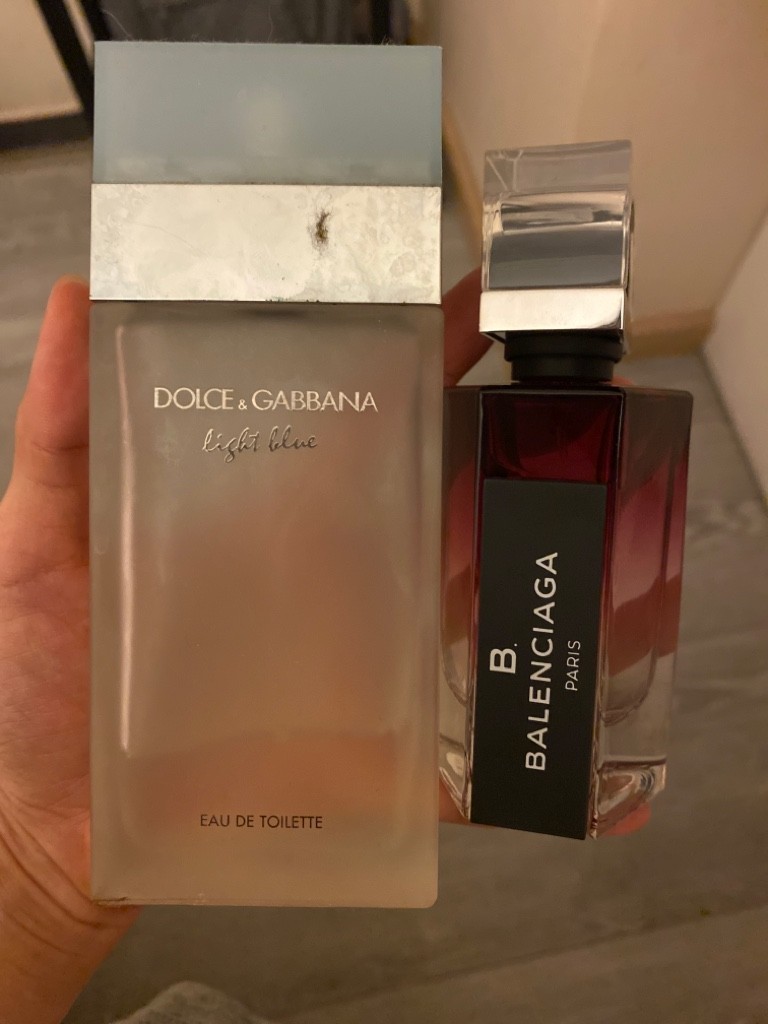 DOLCE & GABBANA
light blue
EAU DE TOILETTE
B.
BALENCIAGA
PARIS